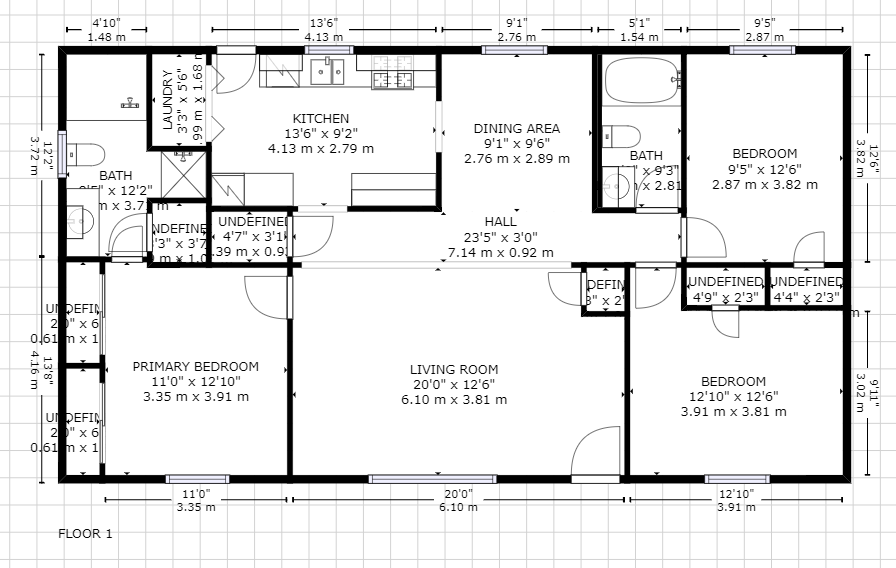 4'10"
1.48 m
13'6"
4.13 m
9'1"
2.76 m
5'1"
1.54 m
9'5"
2.87 m
12'2"
3.72 m
13'8"
4.16 m
12'6"
3.82 m
9'11"
3.02 m
LAUNDRY
3'3" x 5'6"
.99 m x 1.68 m
KITCHEN
13'6" x 9'2"
4.13 m x 2.79 m
DINING AREA
9'1" x 9'6"
2.76 m x 2.89 m
BATH
x 9'3"
m x 2.81
BEDROOM
9'5" x 12'6"
2.87 m x 3.82 m
BATH
x 12'2"
m x 3.71
UNDEFINED
4'7" x 3'1"
.39 m x 0.9
NDEFINE
'3" x 3'7
m x 1.0
HALL
23'5" x 3'0"
7.14 m x 0.92 m
DEFIN
UNDEFINED
4'9" x 2'3"
UNDEFINED
4'4" x 2'3"
m
UNDEFIN
2'0" x 6
0.61 m x 1
PRIMARY BEDROOM
11'0" x 12'10"
3.35 m x 3.91 m
LIVING ROOM
20'0" x 12'6"
6.10 m x 3.81 m
BEDROOM
12'10" x 12'6"
3.91 m x 3.81 m
UNDEFIN
2'0" x 6
0.61 m x 1
11'0"
3.35 m
20'0"
6.10 m
12'10"
3.91 m
FLOOR 1